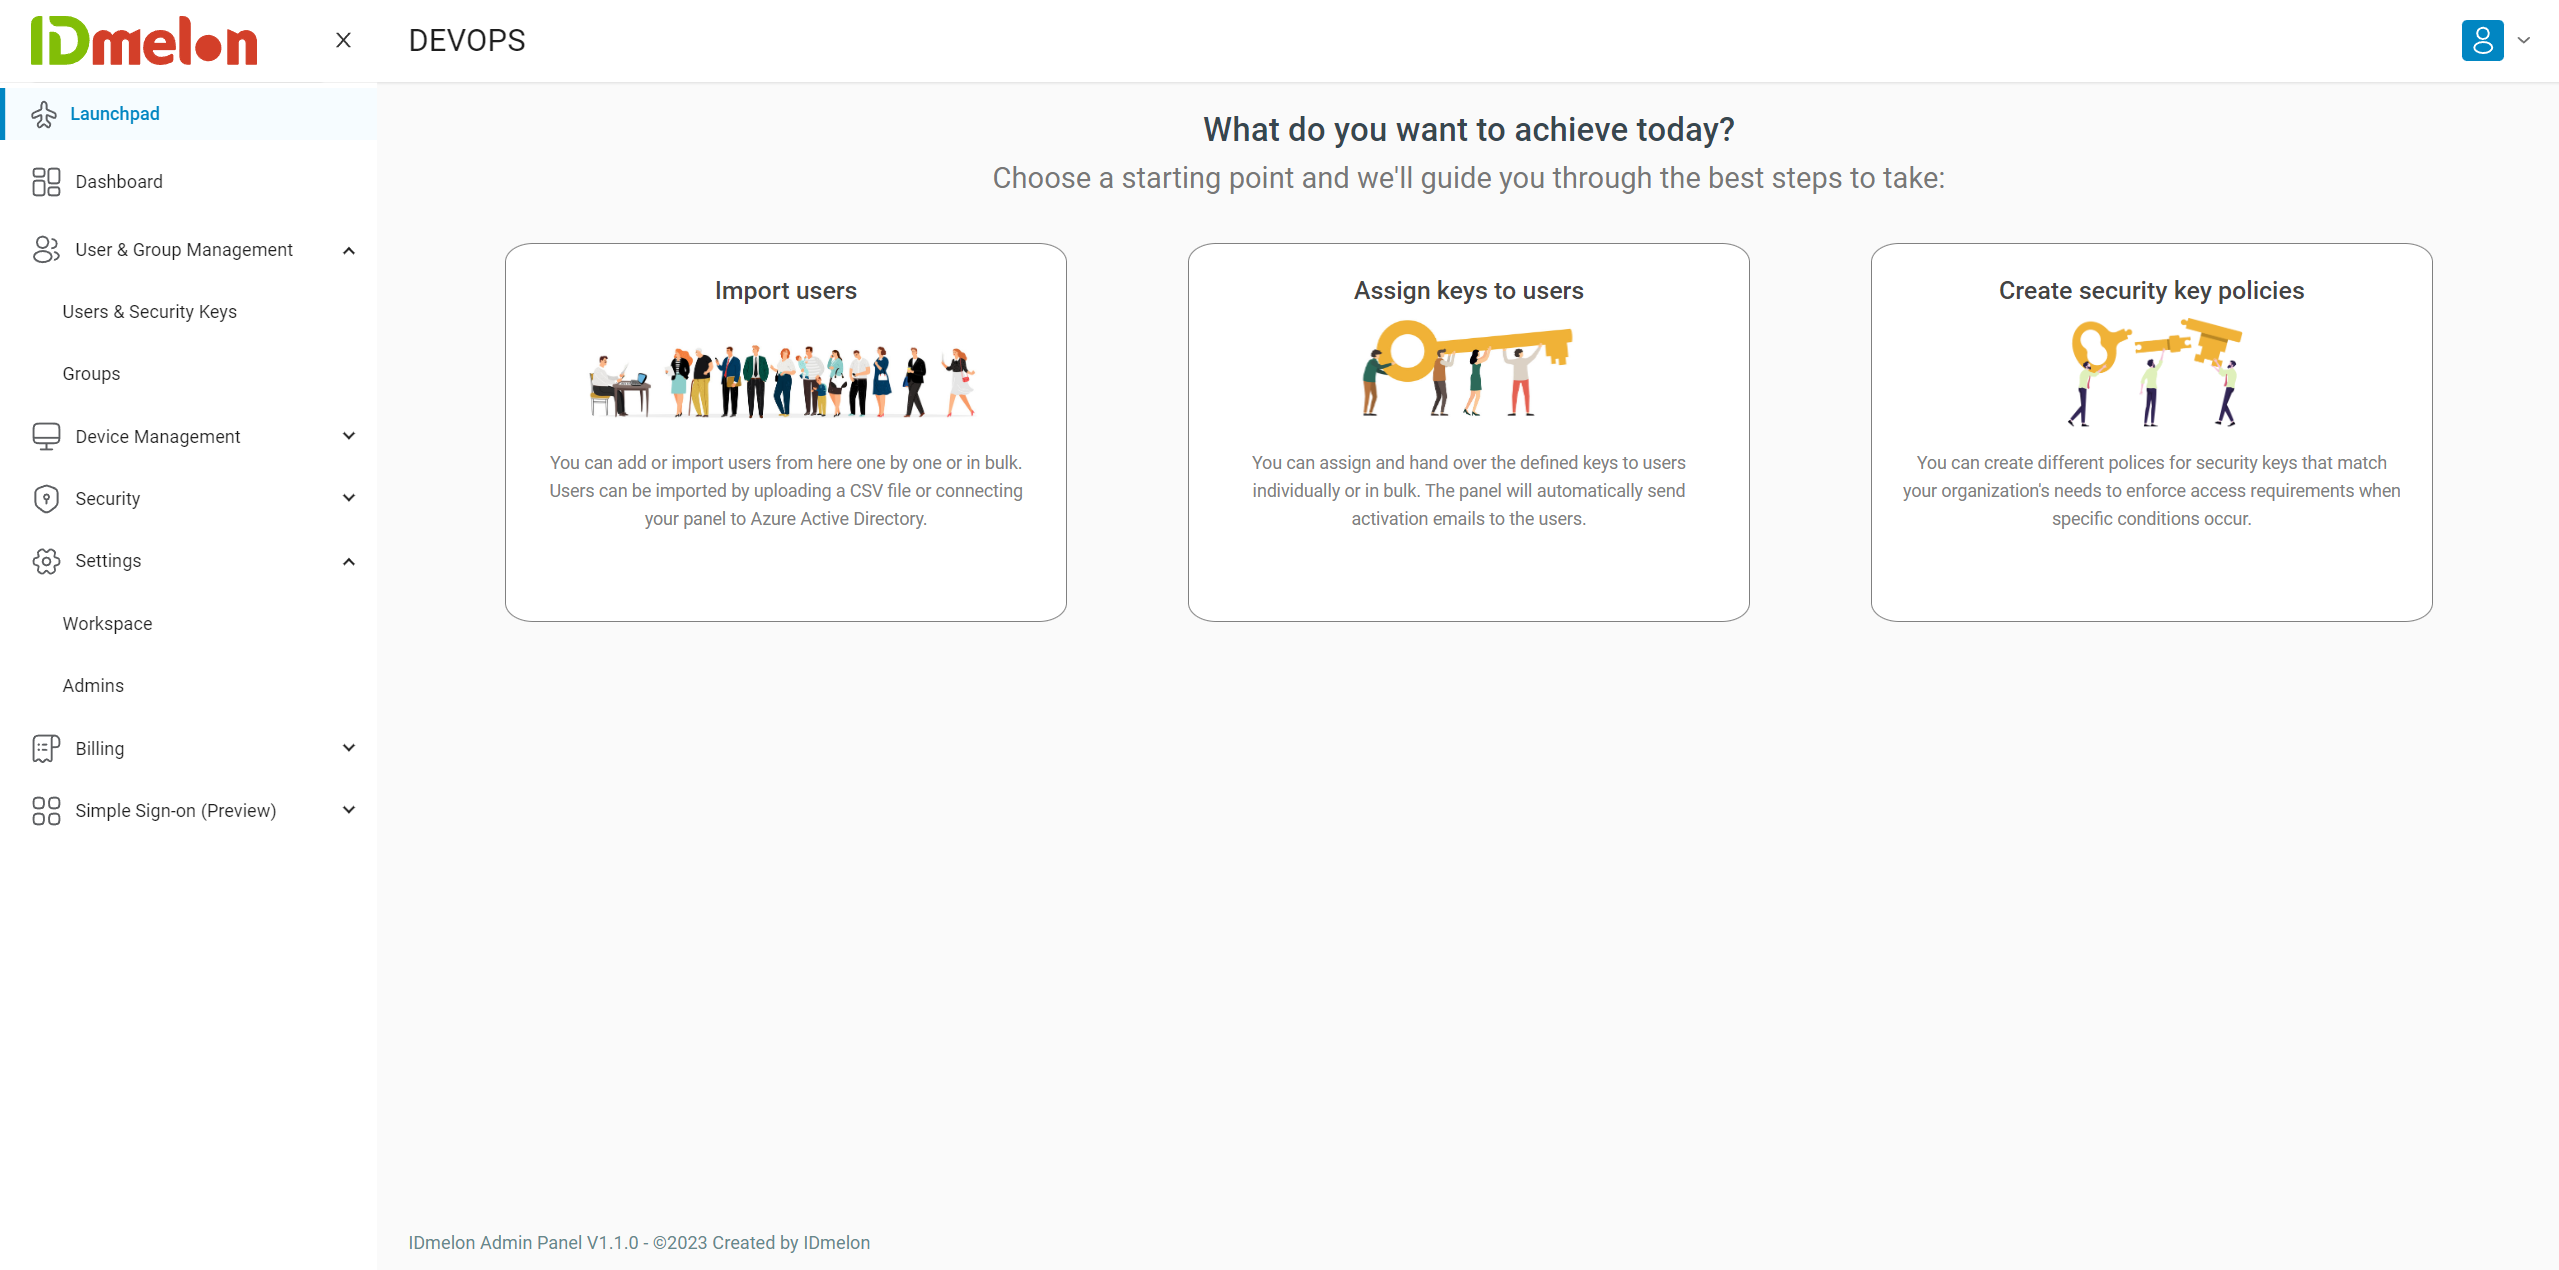 IDmelon
DEVOPS
Launchpad
Dashboard
User & Group Management
Users & Security Keys
Groups
Device Management
Security
Settings
Workspace
Admins
Billing
Simple Sign-on (Preview)
What do you want to achieve today?
Choose a starting point and we'll guide you through the best steps to take:
Import users
You can add or import users from here one by one or in bulk.
Users can be imported by uploading a CSV file or connecting
your panel to Azure Active Directory.
Assign keys to users
You can assign and hand over the defined keys to users
individually or in bulk. The panel will automatically send
activation emails to the users.
Create security key policies
You can create different polices for security keys that match
your organization's needs to enforce access requirements when
specific conditions occur.
IDmelon Admin Panel V1.1.0 - ©2023 Created by IDmelon